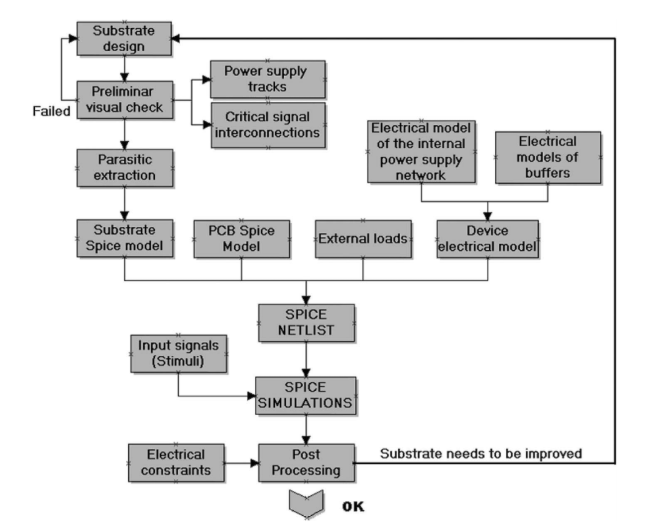 Substrate
design
Preliminar
visual check
Failed
Power supply
tracks
Critical signal
interconnections
Parasitic
extraction
Electrical model
of the internal
power supply
network
Electrical
models of
buffers
Substrate
Spice model
PCB Spice
Model
External loads
Device
electrical model
SPICE
NETLIST
Input signals
(Stimuli)
SPICE
SIMULATIONS
Electrical
constraints
Post
Processing
Substrate needs to be improved
OK